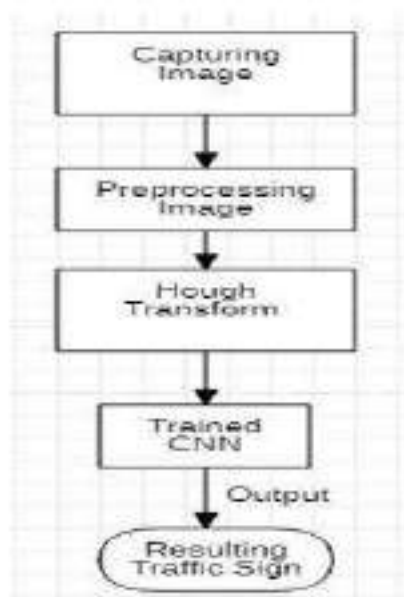 Capturing
Image
Preprocessing
Image
Hough
Transform
Trained
CNN
Output
Resulting
Traffic Sign